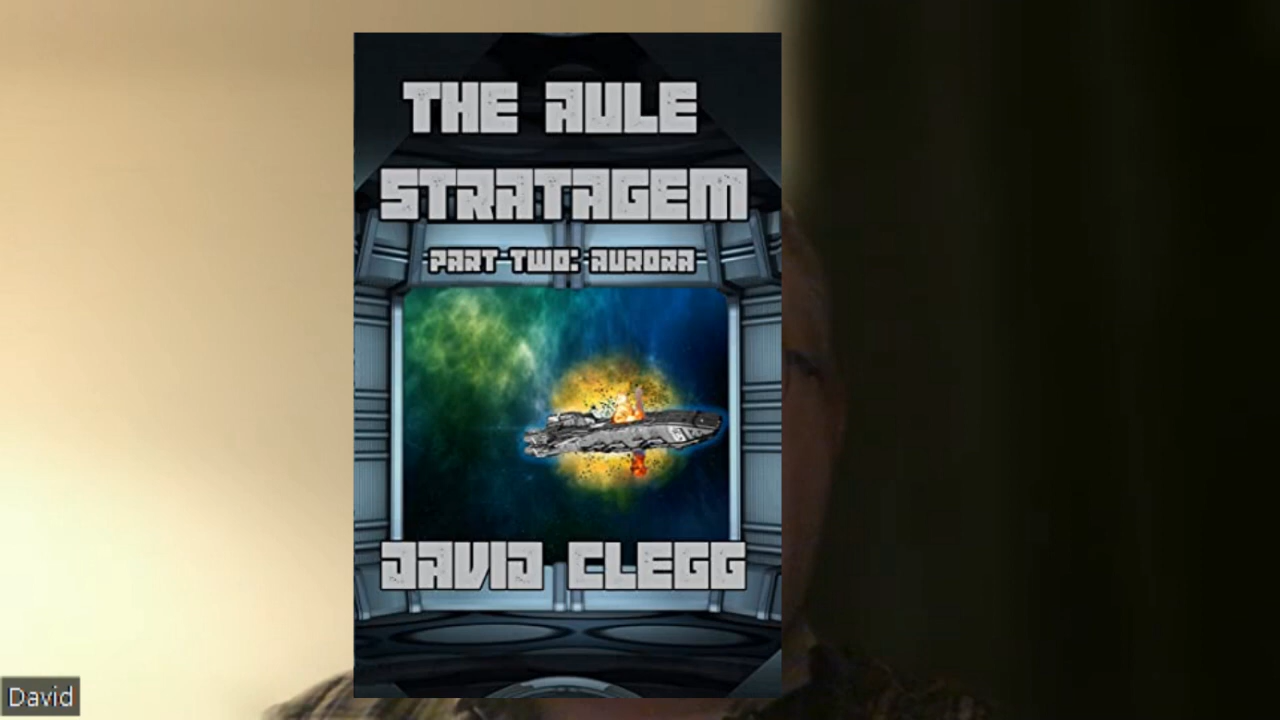 THE AULE
STRATAGEM
PART TWO: AURORA
DAVID CLEGG
David